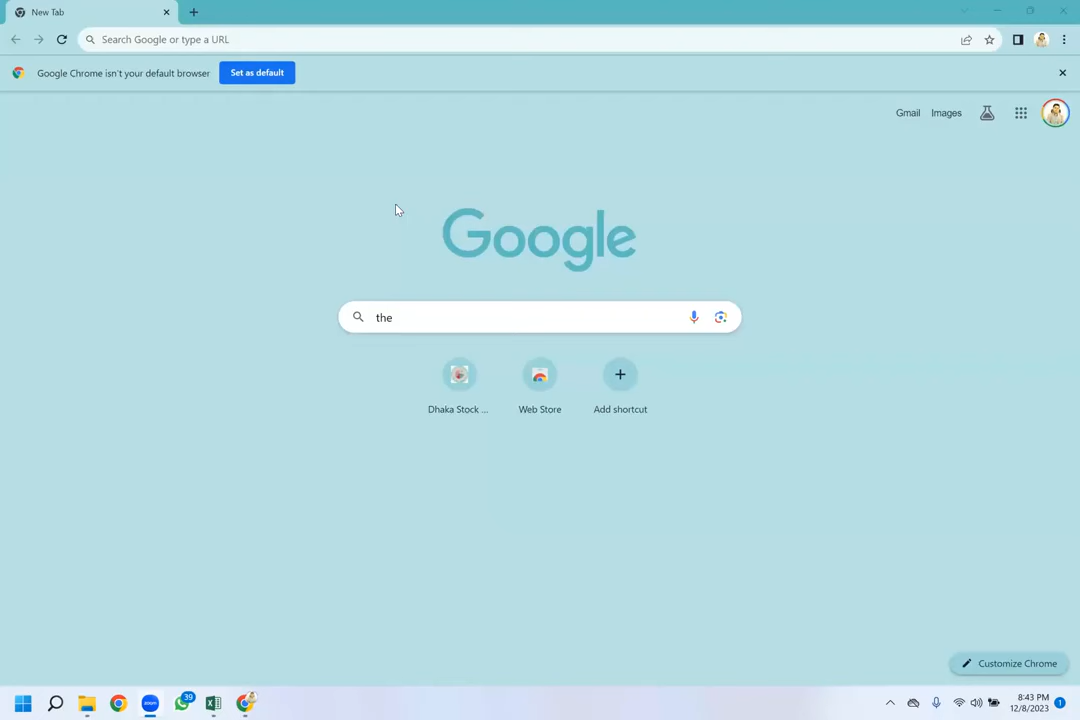 New Tab
Search Google or type a URL
Google Chrome isn't your default browser
Set as default
Gmail
Images
Google
the
Dhaka Stock ...
Web Store
Add shortcut
Customize Chrome
zoom
39
8:43 PM
12/8/2023
1